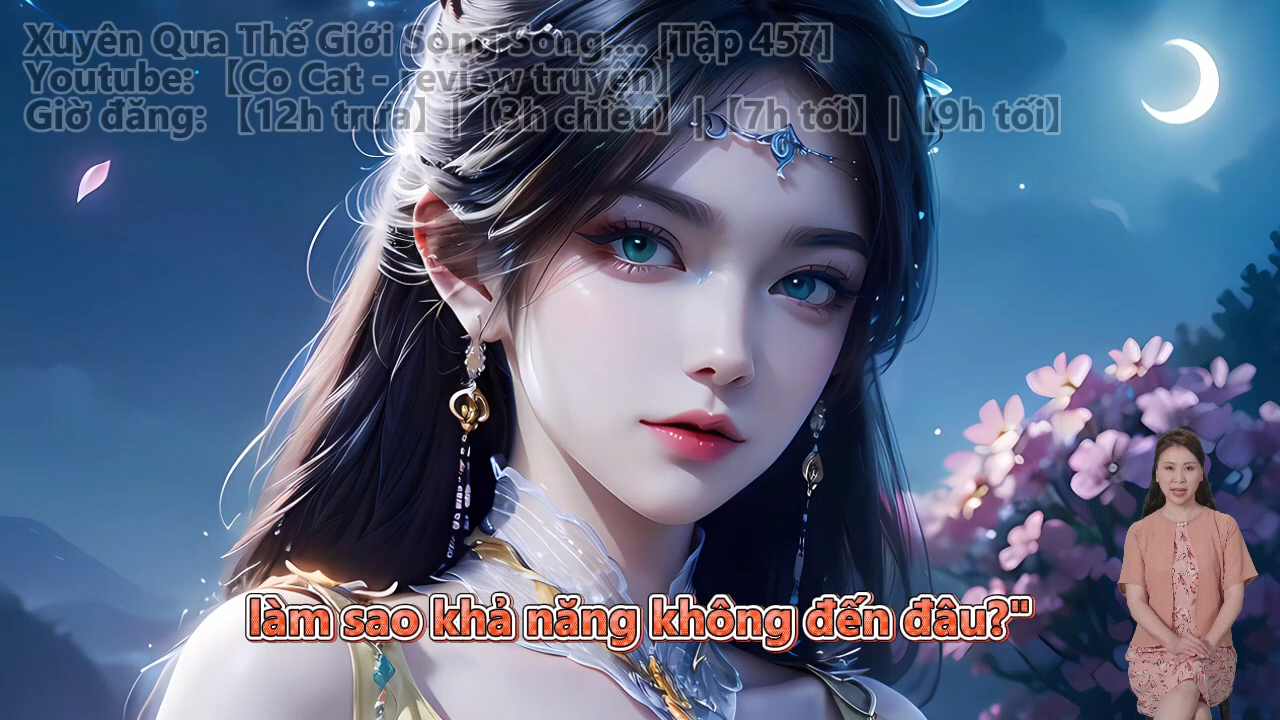 Xuyên Qua Thế Giới Song Song... [Tập 457]
Youtube: 【Co Cat - review truyện】
Giờ đăng: 【12h trưa】 | 【3h chiều】 | 【7h tối】 | 【9h tối】
làm sao khả năng không đến đâu?"